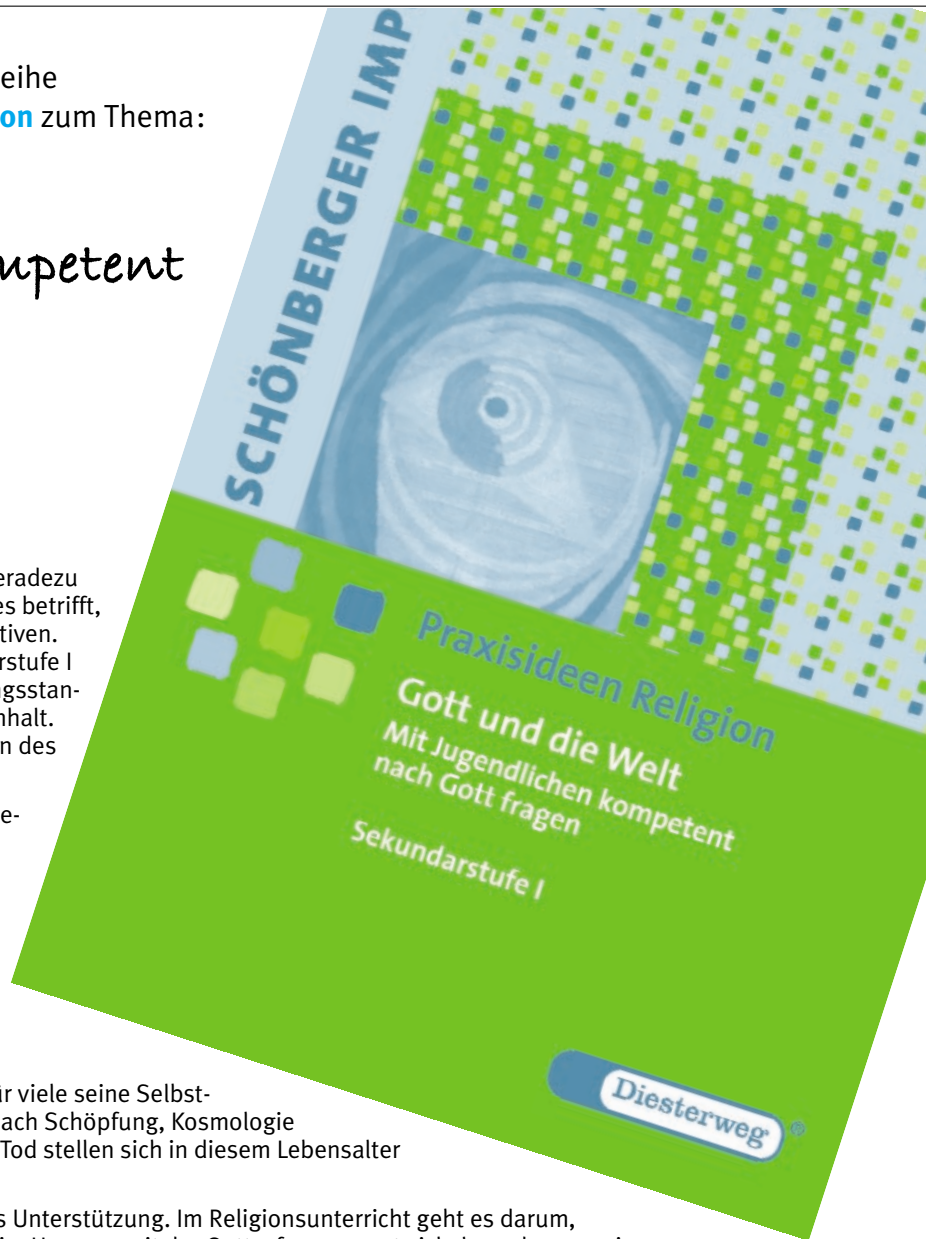 eihe
on zum Thema:
mpetent
eradezu
es betrifft,
tiven.
rstufe I
ngsstan-
nhalt.
n des
e-
ür viele seine Selbst-
ach Schöpfung, Kosmologie
Tod stellen sich in diesem Lebensalter
s Unterstützung. Im Religionsunterricht geht es darum,
SCHÖNBERGER IMP
Praxisideen Religion
Gott und die Welt
Mit Jugendlichen kompetent
nach Gott fragen
Sekundarstufe I
Diesterweg®